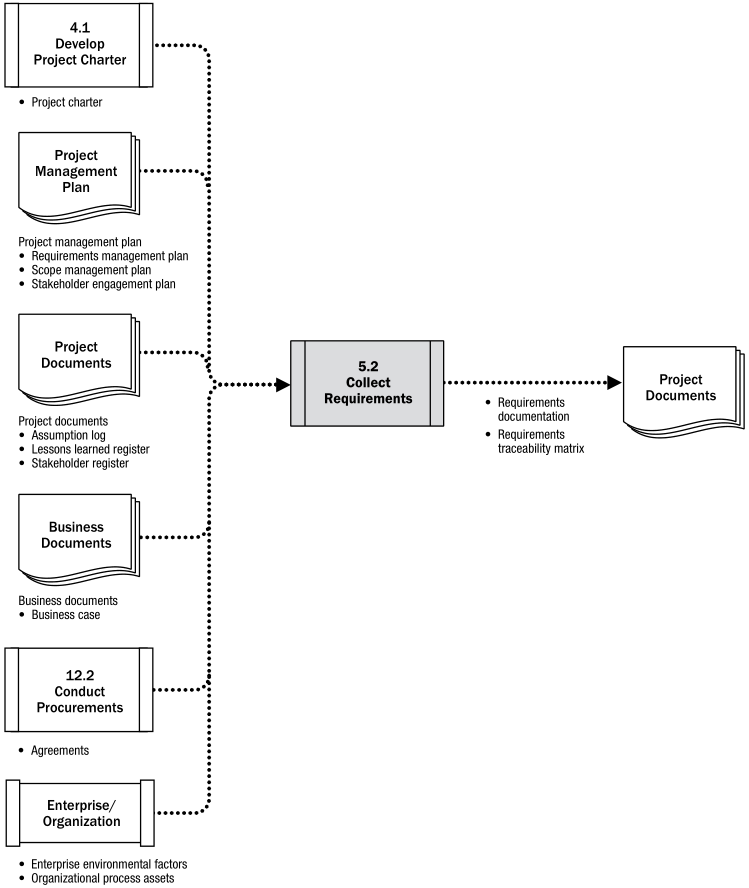 4.1
Develop
Project Charter
• Project charter
Project
Management
Plan
Project management plan
• Requirements management plan
• Scope management plan
• Stakeholder engagement plan
Project
Documents
Project documents
• Assumption log
• Lessons learned register
• Stakeholder register
Business
Documents
Business documents
• Business case
12.2
Conduct
Procurements
• Agreements
Enterprise/
Organization
• Enterprise environmental factors
• Organizational process assets
5.2
Collect
Requirements
• Requirements
documentation
• Requirements
traceability matrix
Project
Documents